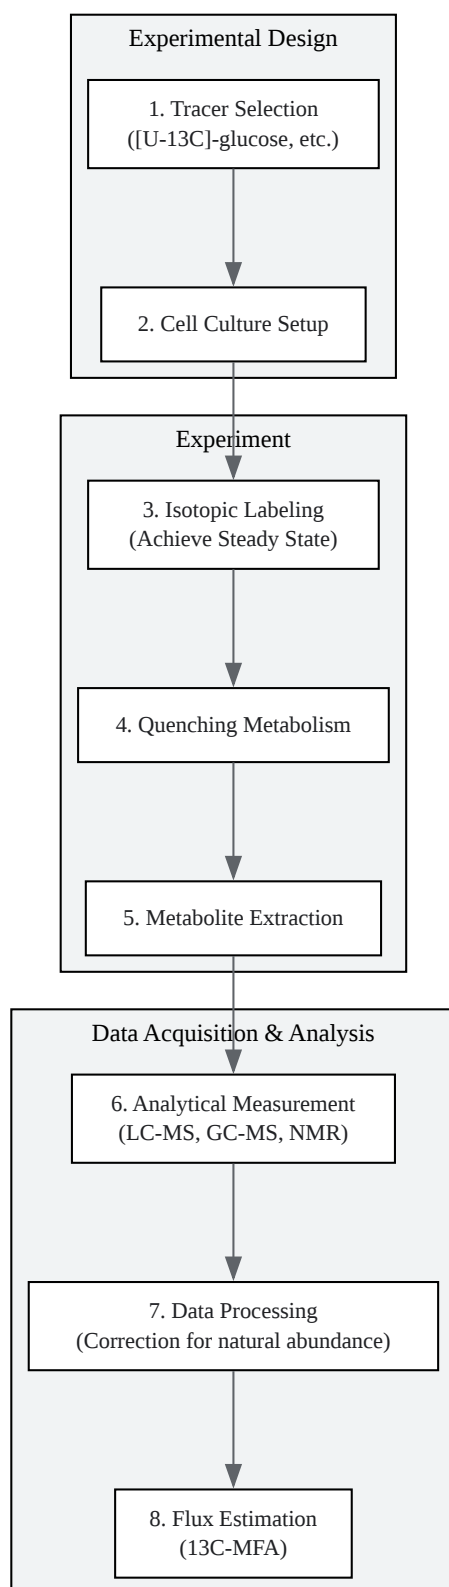 Experimental Design
1. Tracer Selection
([U-13C]-glucose, etc.)
2. Cell Culture Setup
Experiment
3. Isotopic Labeling
(Achieve Steady State)
4. Quenching Metabolism
5. Metabolite Extraction
Data Acquisition & Analysis
6. Analytical Measurement
(LC-MS, GC-MS, NMR)
7. Data Processing
(Correction for natural abundance)
8. Flux Estimation
(13C-MFA)